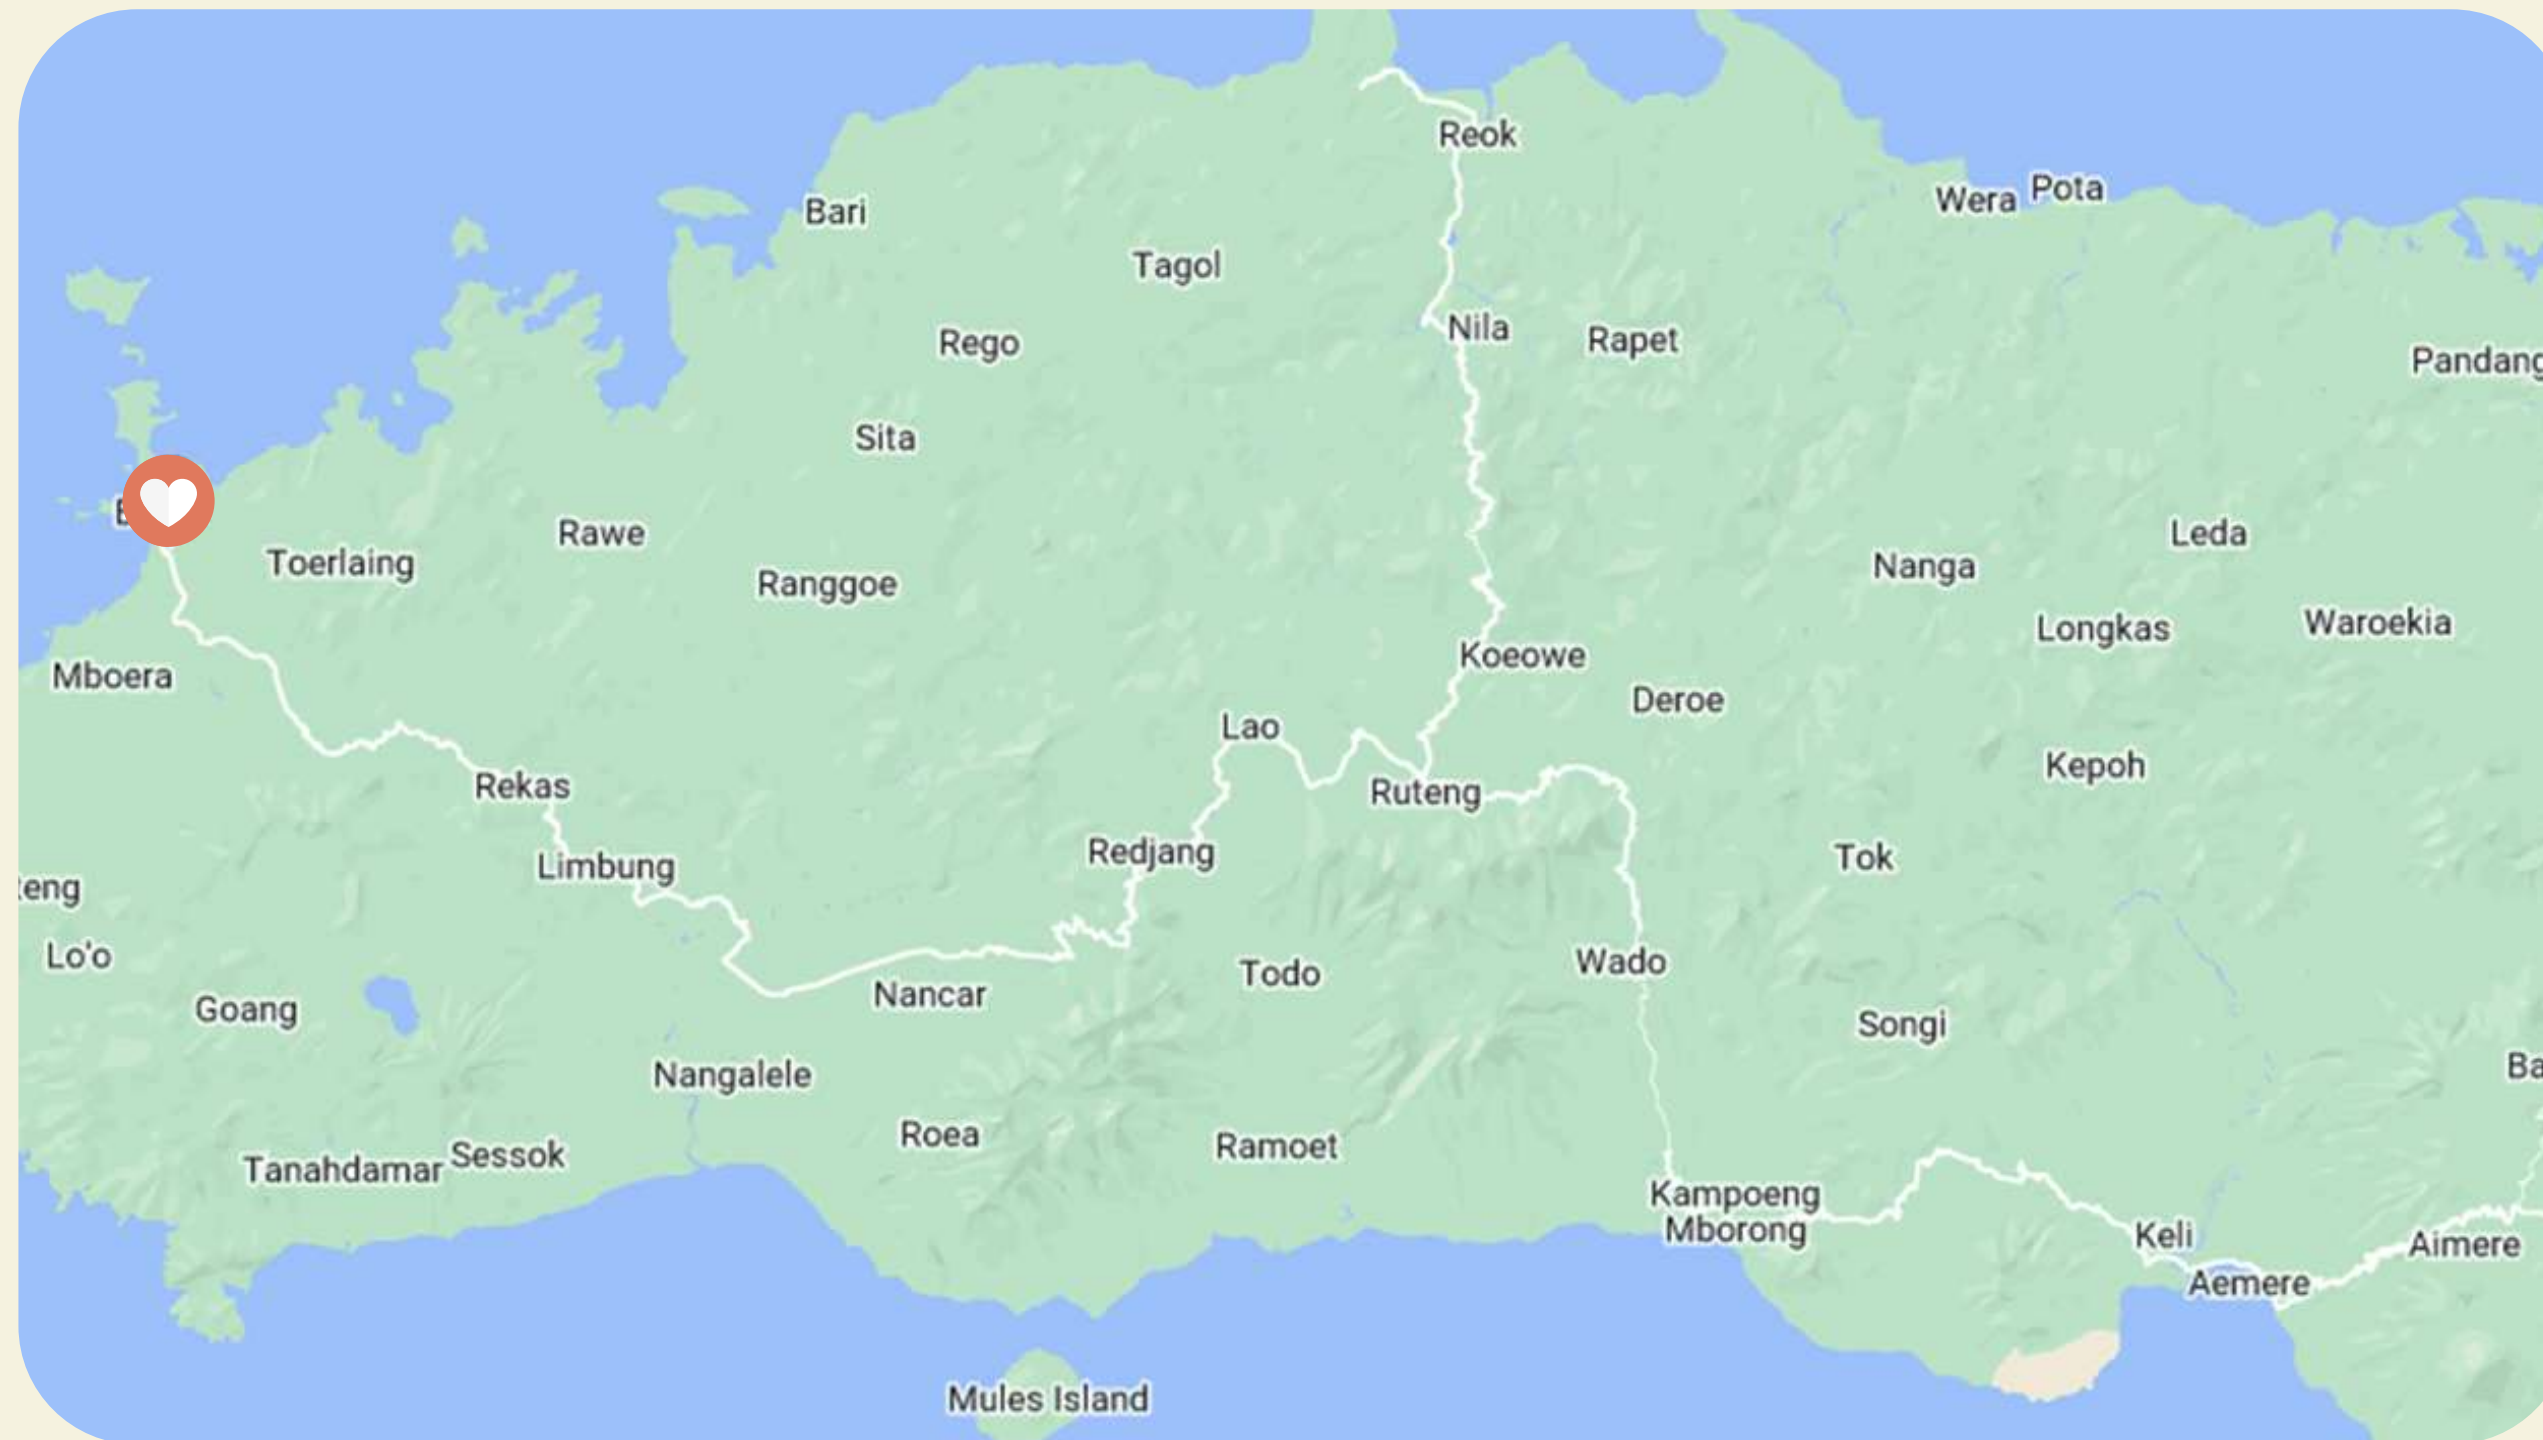 Reok
Wera
Pota
Bari
Tagol
Nila
Rapet
Rego
Pandang
Sita
Rawe
Leda
Toerlaing
Nanga
Ranggoe
Waroekia
Longkas
Koeowe
Mboera
Deroe
Lao
Kepoh
Rekas
Ruteng
Redjang
Tok
Limbung
eng
Lo'o
Wado
Todo
Nancar
Goang
Songi
Ba
Nangalele
Roea
Ramoet
Sessok
Tanahdamar
Kampoeng
Mborong
Keli
Aimere
Aemere
Mules Island